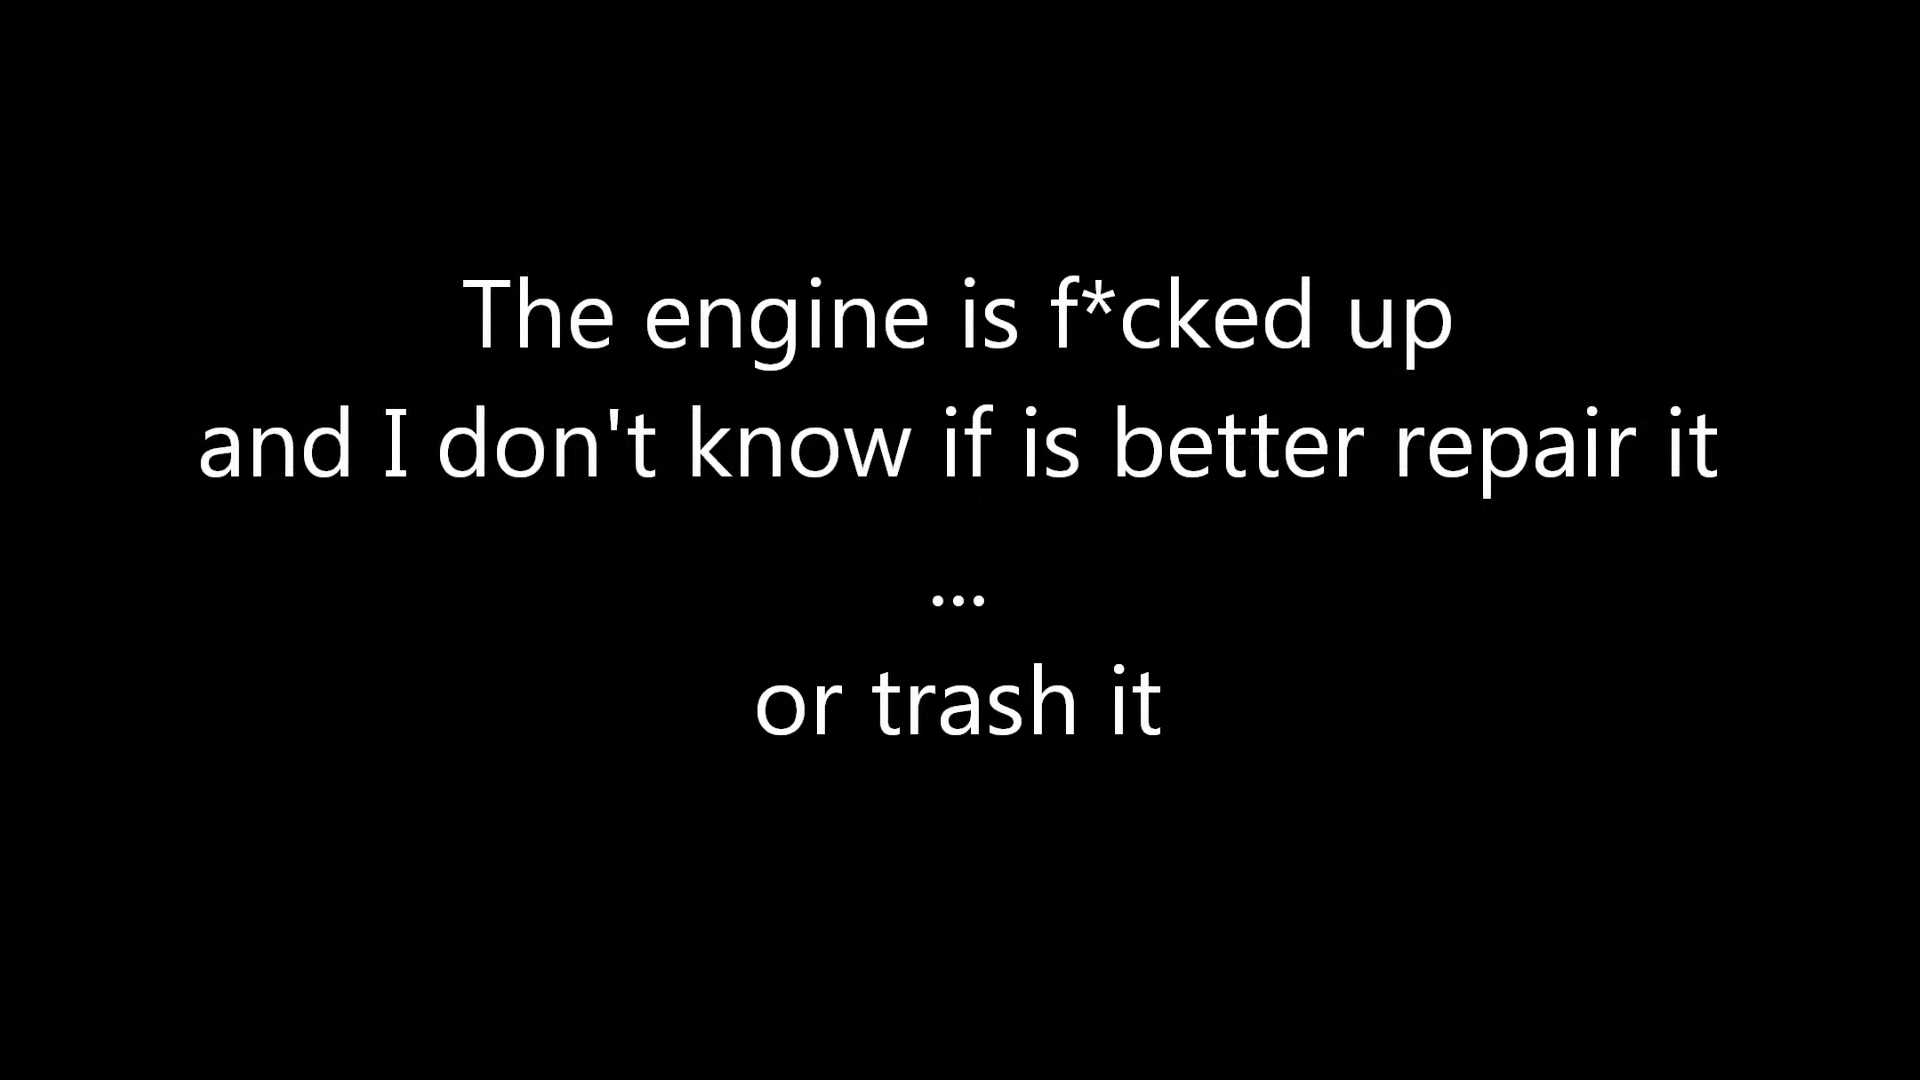 The engine is f*cked up
and I don't know if is better repair it
...
or trash it